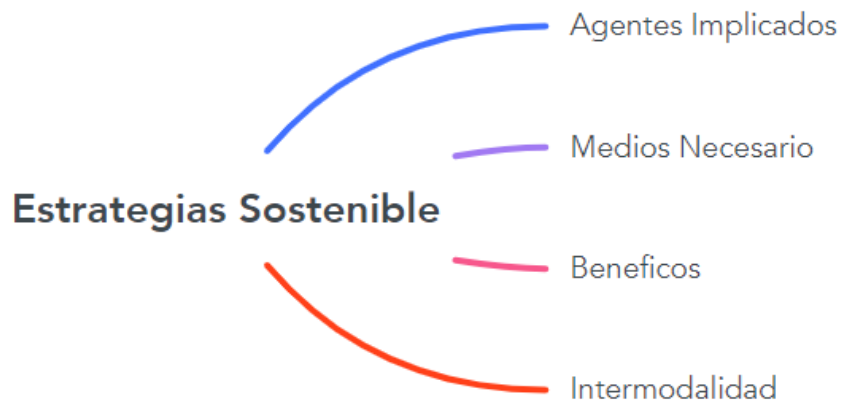 Agentes Implicados
Medios Necesario
Estrategias Sostenible
Beneficos
Intermodalidad